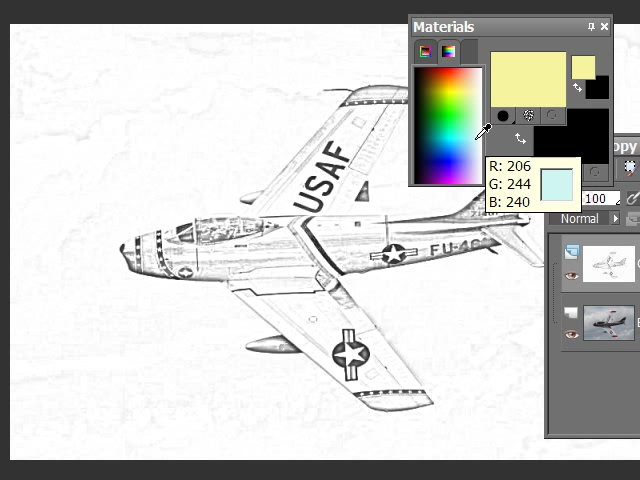 Materials
R: 206
G: 244
B: 240
opy
100
Normal
USAF
FU-46